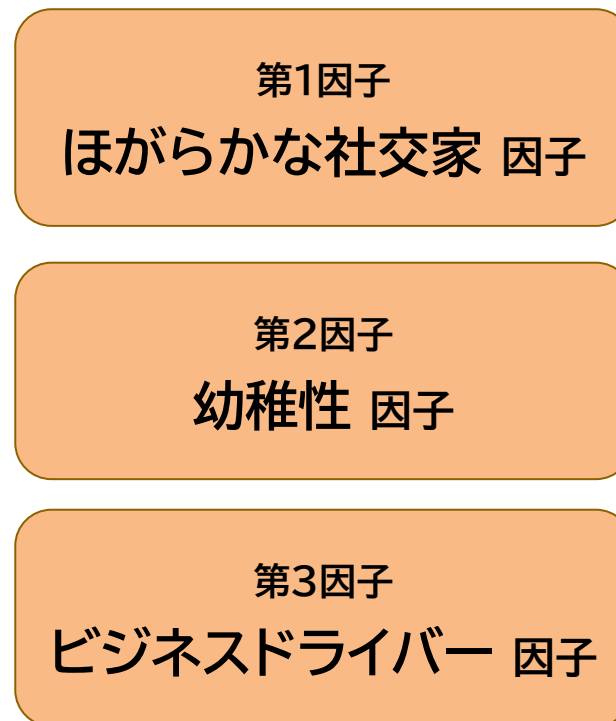 第1因子
ほがらかな社交家 因子
第2因子
幼稚性 因子
第3因子
ビジネスドライバー 因子